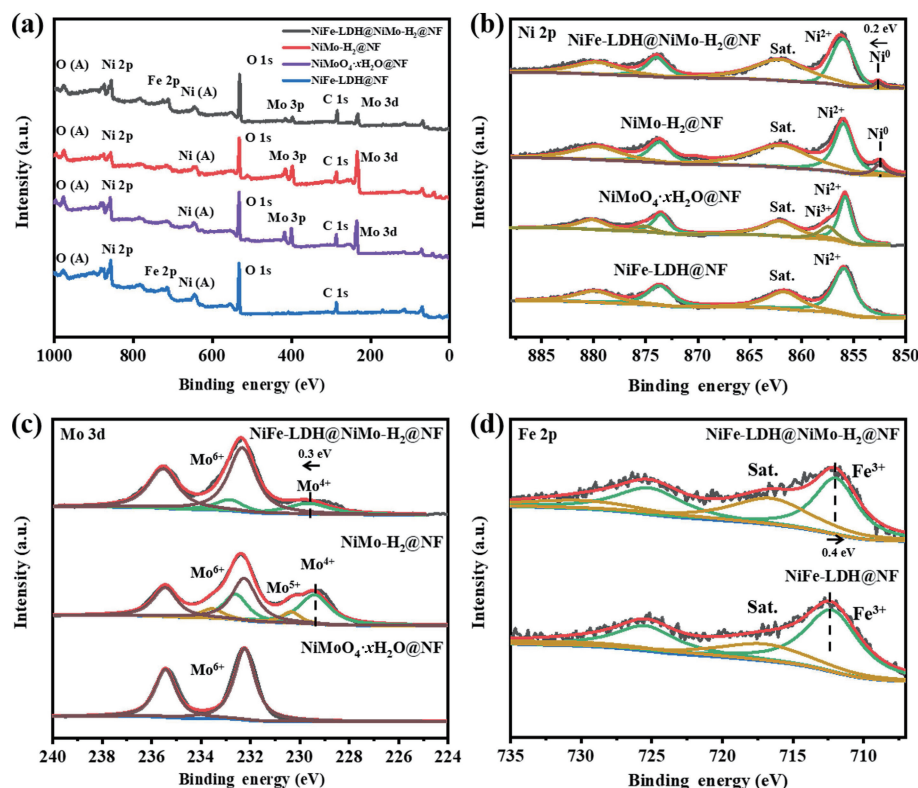 (a)
NiFe-LDH@NiMo-H₂@NF
NiMo-H₂@NF
NiMoO₄·xH₂O@NF
NiFe-LDH@NF
O (A) Ni 2p Fe 2p Ni (A) O 1s Mo 3p C 1s Mo 3d
O (A) Ni 2p Ni (A) O 1s Mo 3p C 1s Mo 3d
O (A) Ni 2p Ni (A) O 1s Mo 3p C 1s Mo 3d
O (A) Ni 2p Fe 2p Ni (A) O 1s C 1s
Intensity (a.u.)
1000 800 600 400 200 0
Binding energy (eV)
(b)
Ni 2p
NiFe-LDH@NiMo-H₂@NF Sat. Ni²⁺ 0.2 eV Ni⁰
←
NiMo-H₂@NF Sat. Ni²⁺ Ni⁰
NiMoO₄·xH₂O@NF Sat. Ni³⁺ Ni²⁺
NiFe-LDH@NF Sat. Ni²⁺
Intensity (a.u.)
885 880 875 870 865 860 855 850
Binding energy (eV)
(c)
Mo 3d
NiFe-LDH@NiMo-H₂@NF
Mo⁶⁺ 0.3 eV Mo⁴⁺
←
NiMo-H₂@NF
Mo⁶⁺ Mo⁵⁺ Mo⁴⁺
NiMoO₄·xH₂O@NF
Mo⁶⁺
Intensity (a.u.)
240 238 236 234 232 230 228 226 224
Binding energy (eV)
(d)
Fe 2p
NiFe-LDH@NiMo-H₂@NF
Sat. Fe³⁺
→
0.4 eV
NiFe-LDH@NF
Sat. Fe³⁺
Intensity (a.u.)
735 730 725 720 715 710
Binding energy (eV)